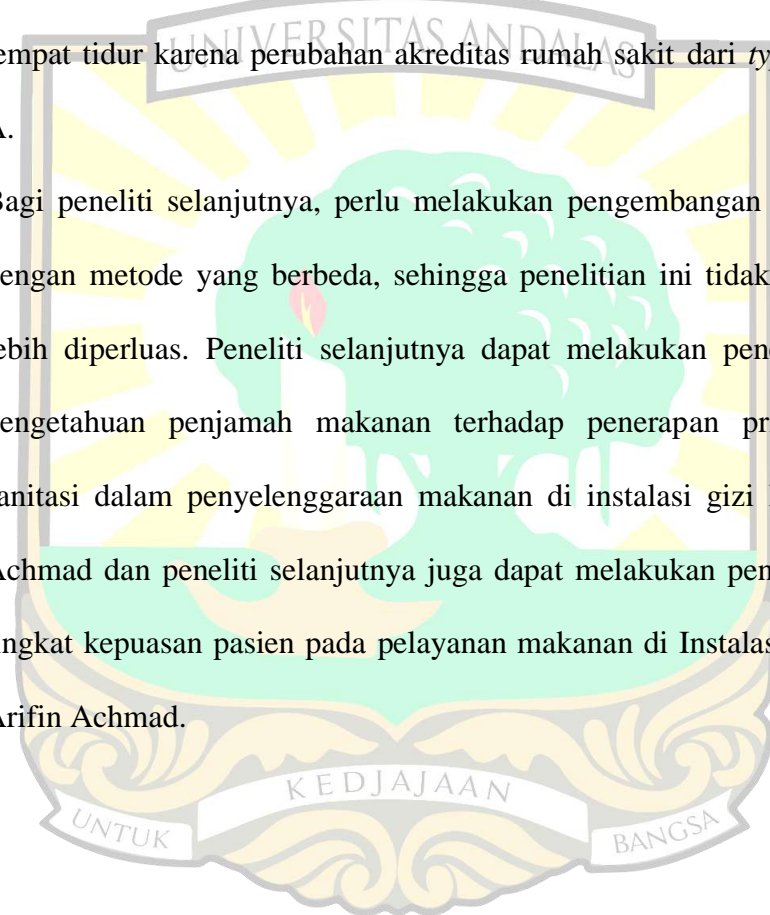 UNIVERSITAS ANDALAS
empat tidur karena perubahan akreditas rumah sakit dari ty
A.
Bagi peneliti selanjutnya, perlu melakukan pengembangan
engan metode yang berbeda, sehingga penelitian ini tidak
ebih diperluas. Peneliti selanjutnya dapat melakukan pen
engetahuan penjamah makanan terhadap penerapan pr
anitasi dalam penyelenggaraan makanan di instalasi gizi
Achmad dan peneliti selanjutnya juga dapat melakukan pen
ingkat kepuasan pasien pada pelayanan makanan di Instalas
Arifin Achmad.
KEDJAJAAN
UNTUK
BANGSA